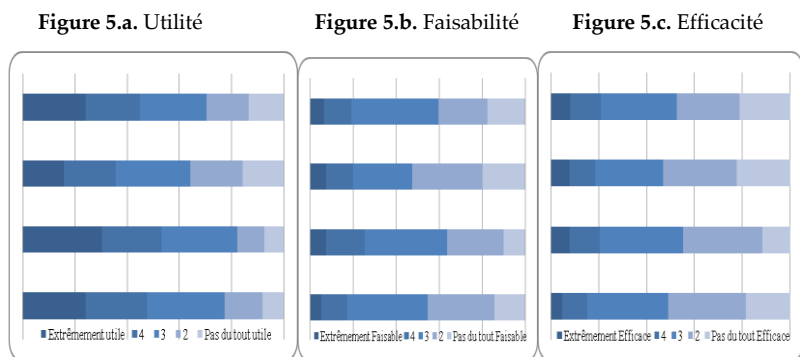 Figure 5.a. Utilité
Figure 5.b. Faisabilité
Figure 5.c. Efficacité
Extrêmement utile 4 3 2 Pas du tout utile
Extrêmement Faisable 4 3 2 Pas du tout Faisable
Extrêmement Efficace 4 3 2 Pas du tout Efficace